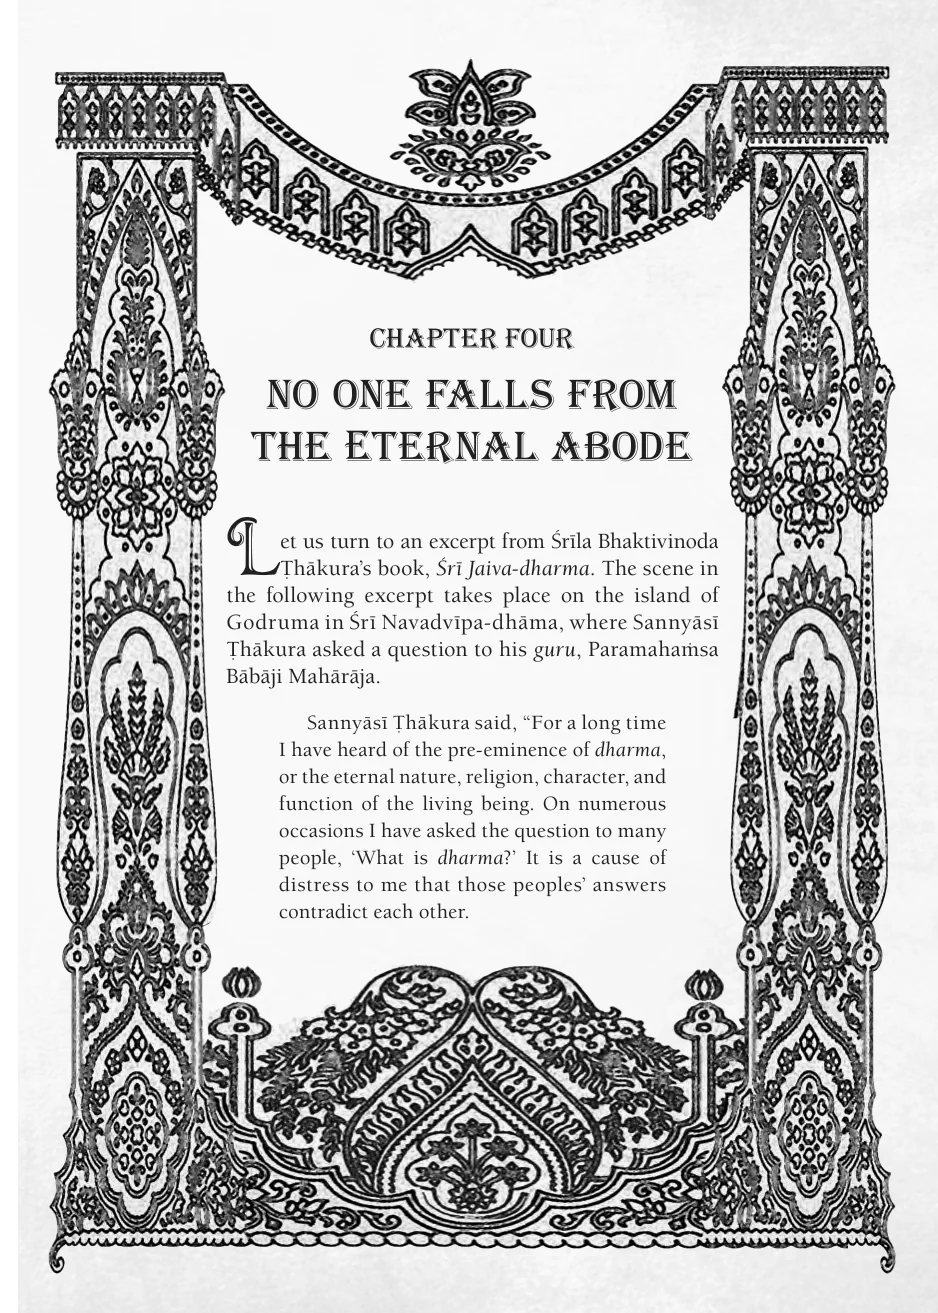 CHAPTER FOUR
NO ONE FALLS FROM
THE ETERNAL ABODE
Let us turn to an excerpt from Śrīla Bhaktivinoda
Ṭhākura’s book, Śrī Jaiva-dharma. The scene in
the following excerpt takes place on the island of
Godruma in Śrī Navadvīpa-dhāma, where Sannyāsī
Ṭhākura asked a question to his guru, Paramahaṁsa
Bābāji Mahārāja.
Sannyāsī Ṭhākura said, “For a long time
I have heard of the pre-eminence of dharma,
or the eternal nature, religion, character, and
function of the living being. On numerous
occasions I have asked the question to many
people, ‘What is dharma?’ It is a cause of
distress to me that those peoples’ answers
contradict each other.